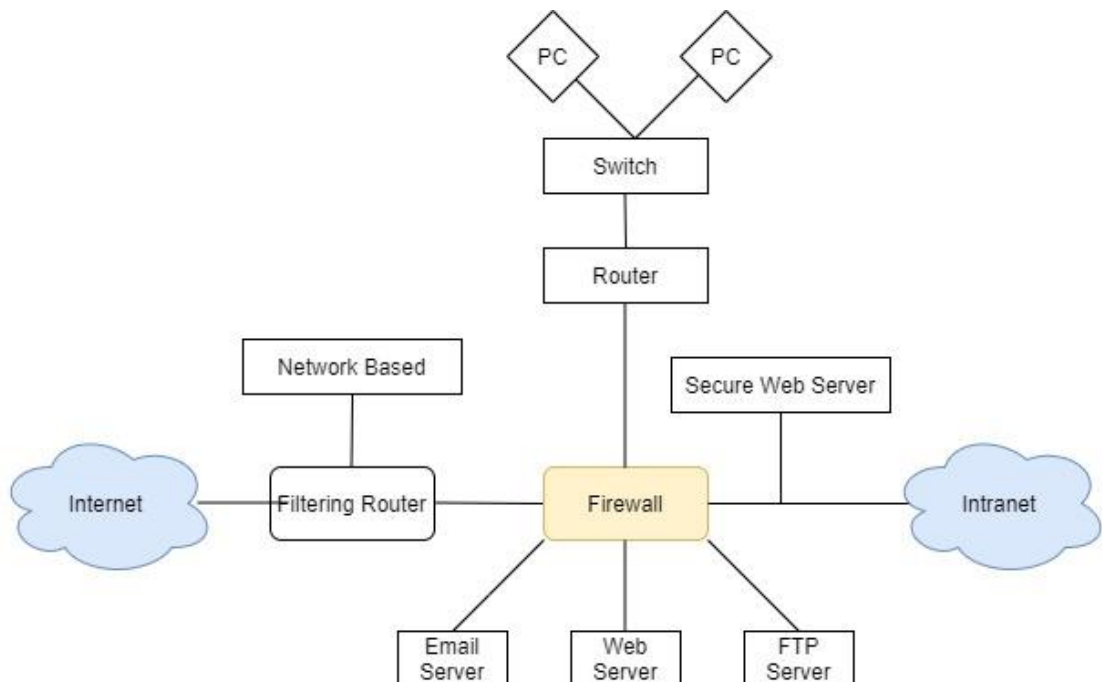 PC
PC
Switch
Router
Network Based
Secure Web Server
Internet
Filtering Router
Firewall
Intranet
Email
Server
Web
Server
FTP
Server